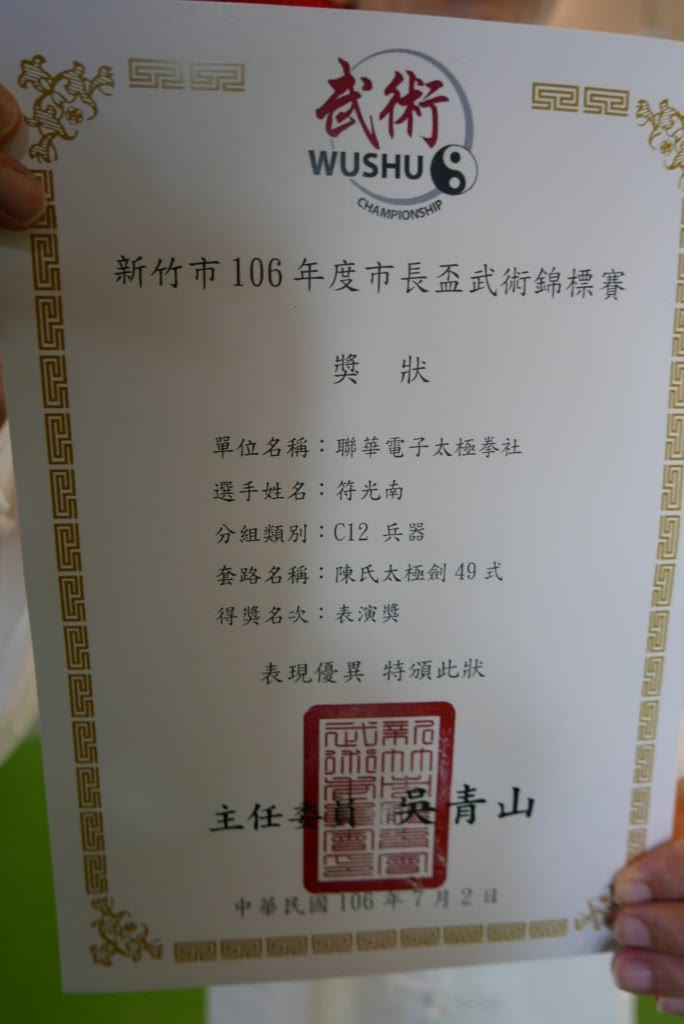 武術
WUSHU
CHAMPIONSHIP
新竹市106年度市長盃武術錦標賽
獎 狀
單位名稱：聯華電子太極拳社
選手姓名：符光南
分組類別：C12 兵器
套路名稱：陳氏太極劍49式
得獎名次：表演獎
表現優異 特頒此狀
主任委員 吳青山
中華民國106年7月2日